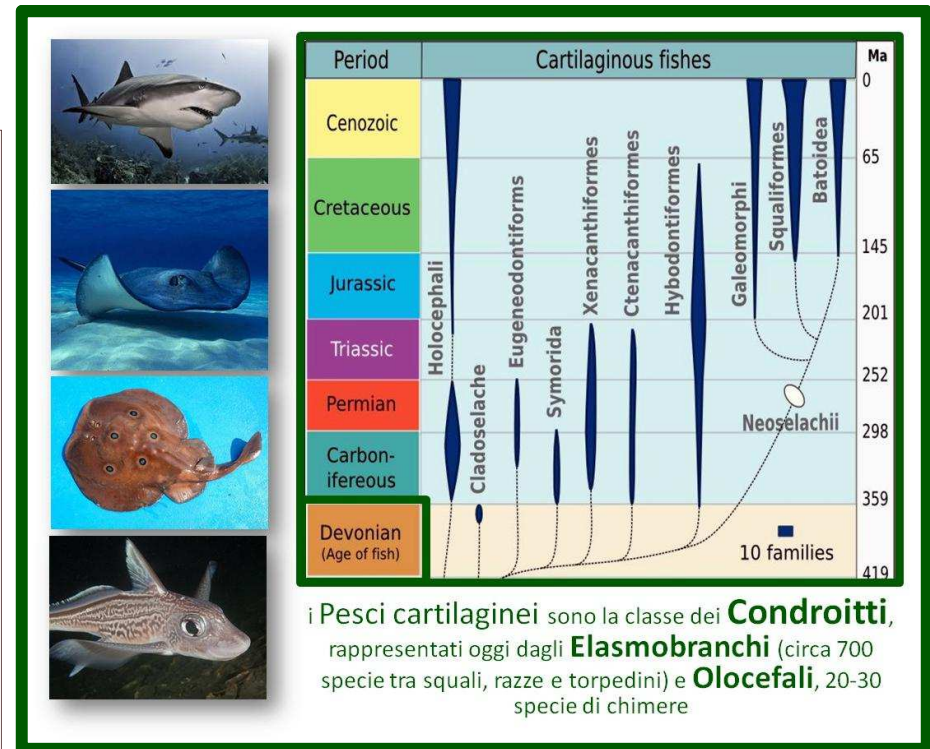 Period
Cartilaginous fishes
Ma
0
Cenozoic
65
Cretaceous
145
Jurassic
201
Triassic
252
Permian
298
Carbon-
ifereous
359
Devonian
(Age of fish)
419
Holocephali
Cladoselache
Eugeneodontiforms
Symorida
Xenacanthiformes
Ctenacanthiformes
Hybodontiformes
Galeomorphi
Squaliformes
Batoidea
Neoselachii
10 families
i Pesci cartilaginei sono la classe dei Condroitti,
rappresentati oggi dagli Elasmobranchi (circa 700
specie tra squali, razze e torpedini) e Olocefali, 20-30
specie di chimere